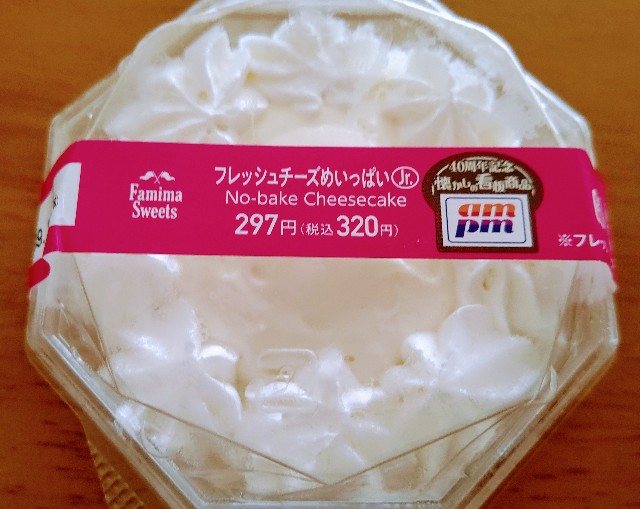 Famima
Sweets
フレッシュチーズめいっぱいJr.
No-bake Cheesecake
297円(税込320円)
40周年記念
懐かしの看板商品
am
pm
※フレッ
9.